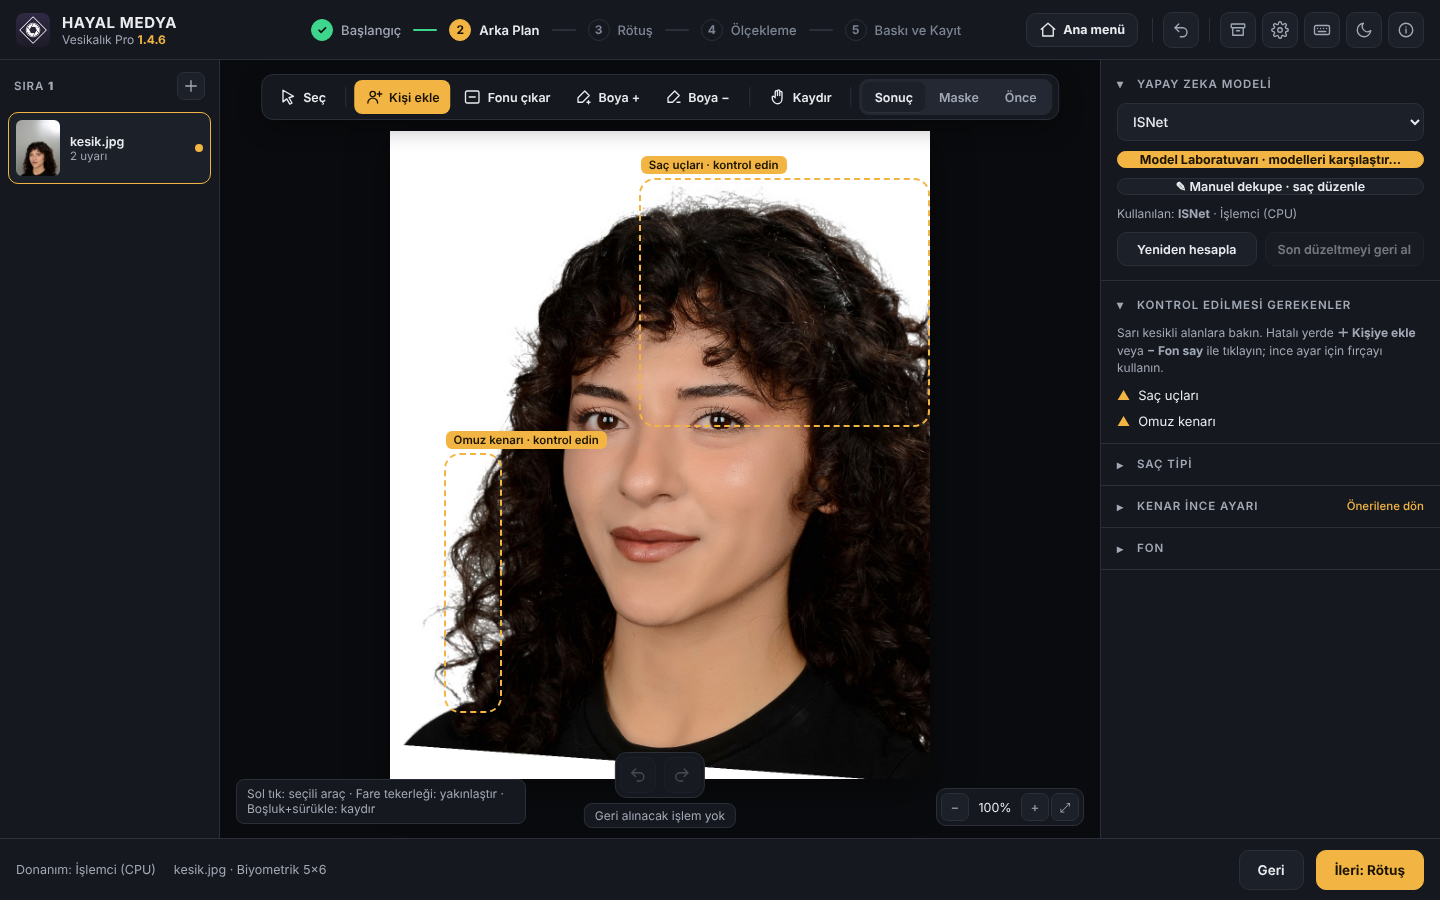 HAYAL MEDYA
Vesikalık Pro 1.4.6
Başlangıç
2 Arka Plan
3 Rötuş
4 Ölçekleme
5 Baskı ve Kayıt
Ana menü
SIRA 1
kesik.jpg
2 uyarı
Seç
Kişi ekle
Fonu çıkar
Boya +
Boya −
Kaydır
Sonuç
Maske
Önce
Saç uçları · kontrol edin
Omuz kenarı · kontrol edin
Sol tık: seçili araç · Fare tekerleği: yakınlaştır ·
Boşluk+sürükle: kaydır
Geri alınacak işlem yok
− 100% +
YAPAY ZEKA MODELİ
ISNet
Model Laboratuvarı · modelleri karşılaştır...
✎ Manuel dekupe · saç düzenle
Kullanılan: ISNet · İşlemci (CPU)
Yeniden hesapla
Son düzeltmeyi geri al
KONTROL EDİLMESİ GEREKENLER
Sarı kesikli alanlara bakın. Hatalı yerde + Kişiye ekle
veya − Fon say ile tıklayın; ince ayar için fırçayı
kullanın.
Saç uçları
Omuz kenarı
SAÇ TİPİ
KENAR İNCE AYARI
Önerilene dön
FON
Donanım: İşlemci (CPU)
kesik.jpg · Biyometrik 5×6
Geri
İleri: Rötuş